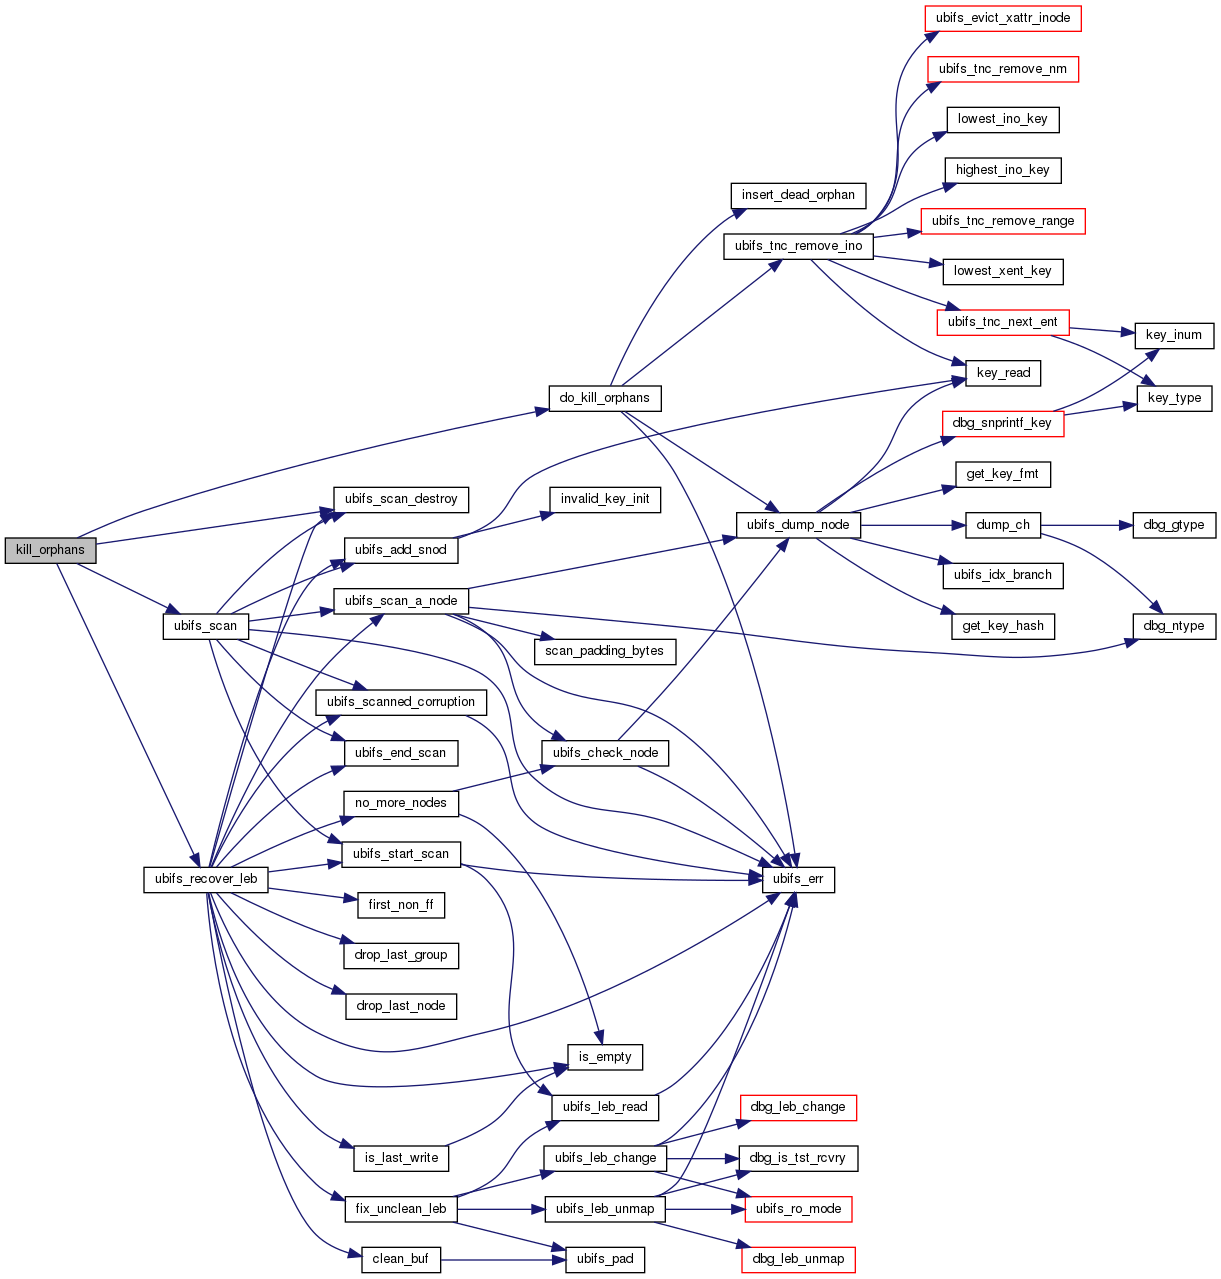 ubifs_evict_xattr_inode
ubifs_tnc_remove_nm
lowest_ino_key
highest_ino_key
insert_dead_orphan
ubifs_tnc_remove_range
ubifs_tnc_remove_ino
lowest_xent_key
ubifs_tnc_next_ent
key_inum
key_read
do_kill_orphans
key_type
dbg_snprintf_key
get_key_fmt
ubifs_scan_destroy
invalid_key_init
ubifs_dump_node
dump_ch
dbg_gtype
kill_orphans
ubifs_add_snod
ubifs_idx_branch
ubifs_scan_a_node
ubifs_scan
get_key_hash
dbg_ntype
scan_padding_bytes
ubifs_scanned_corruption
ubifs_end_scan
ubifs_check_node
no_more_nodes
ubifs_start_scan
ubifs_recover_leb
ubifs_err
first_non_ff
drop_last_group
drop_last_node
is_empty
ubifs_leb_read
dbg_leb_change
is_last_write
ubifs_leb_change
dbg_is_tst_rcvry
fix_unclean_leb
ubifs_leb_unmap
ubifs_ro_mode
clean_buf
ubifs_pad
dbg_leb_unmap